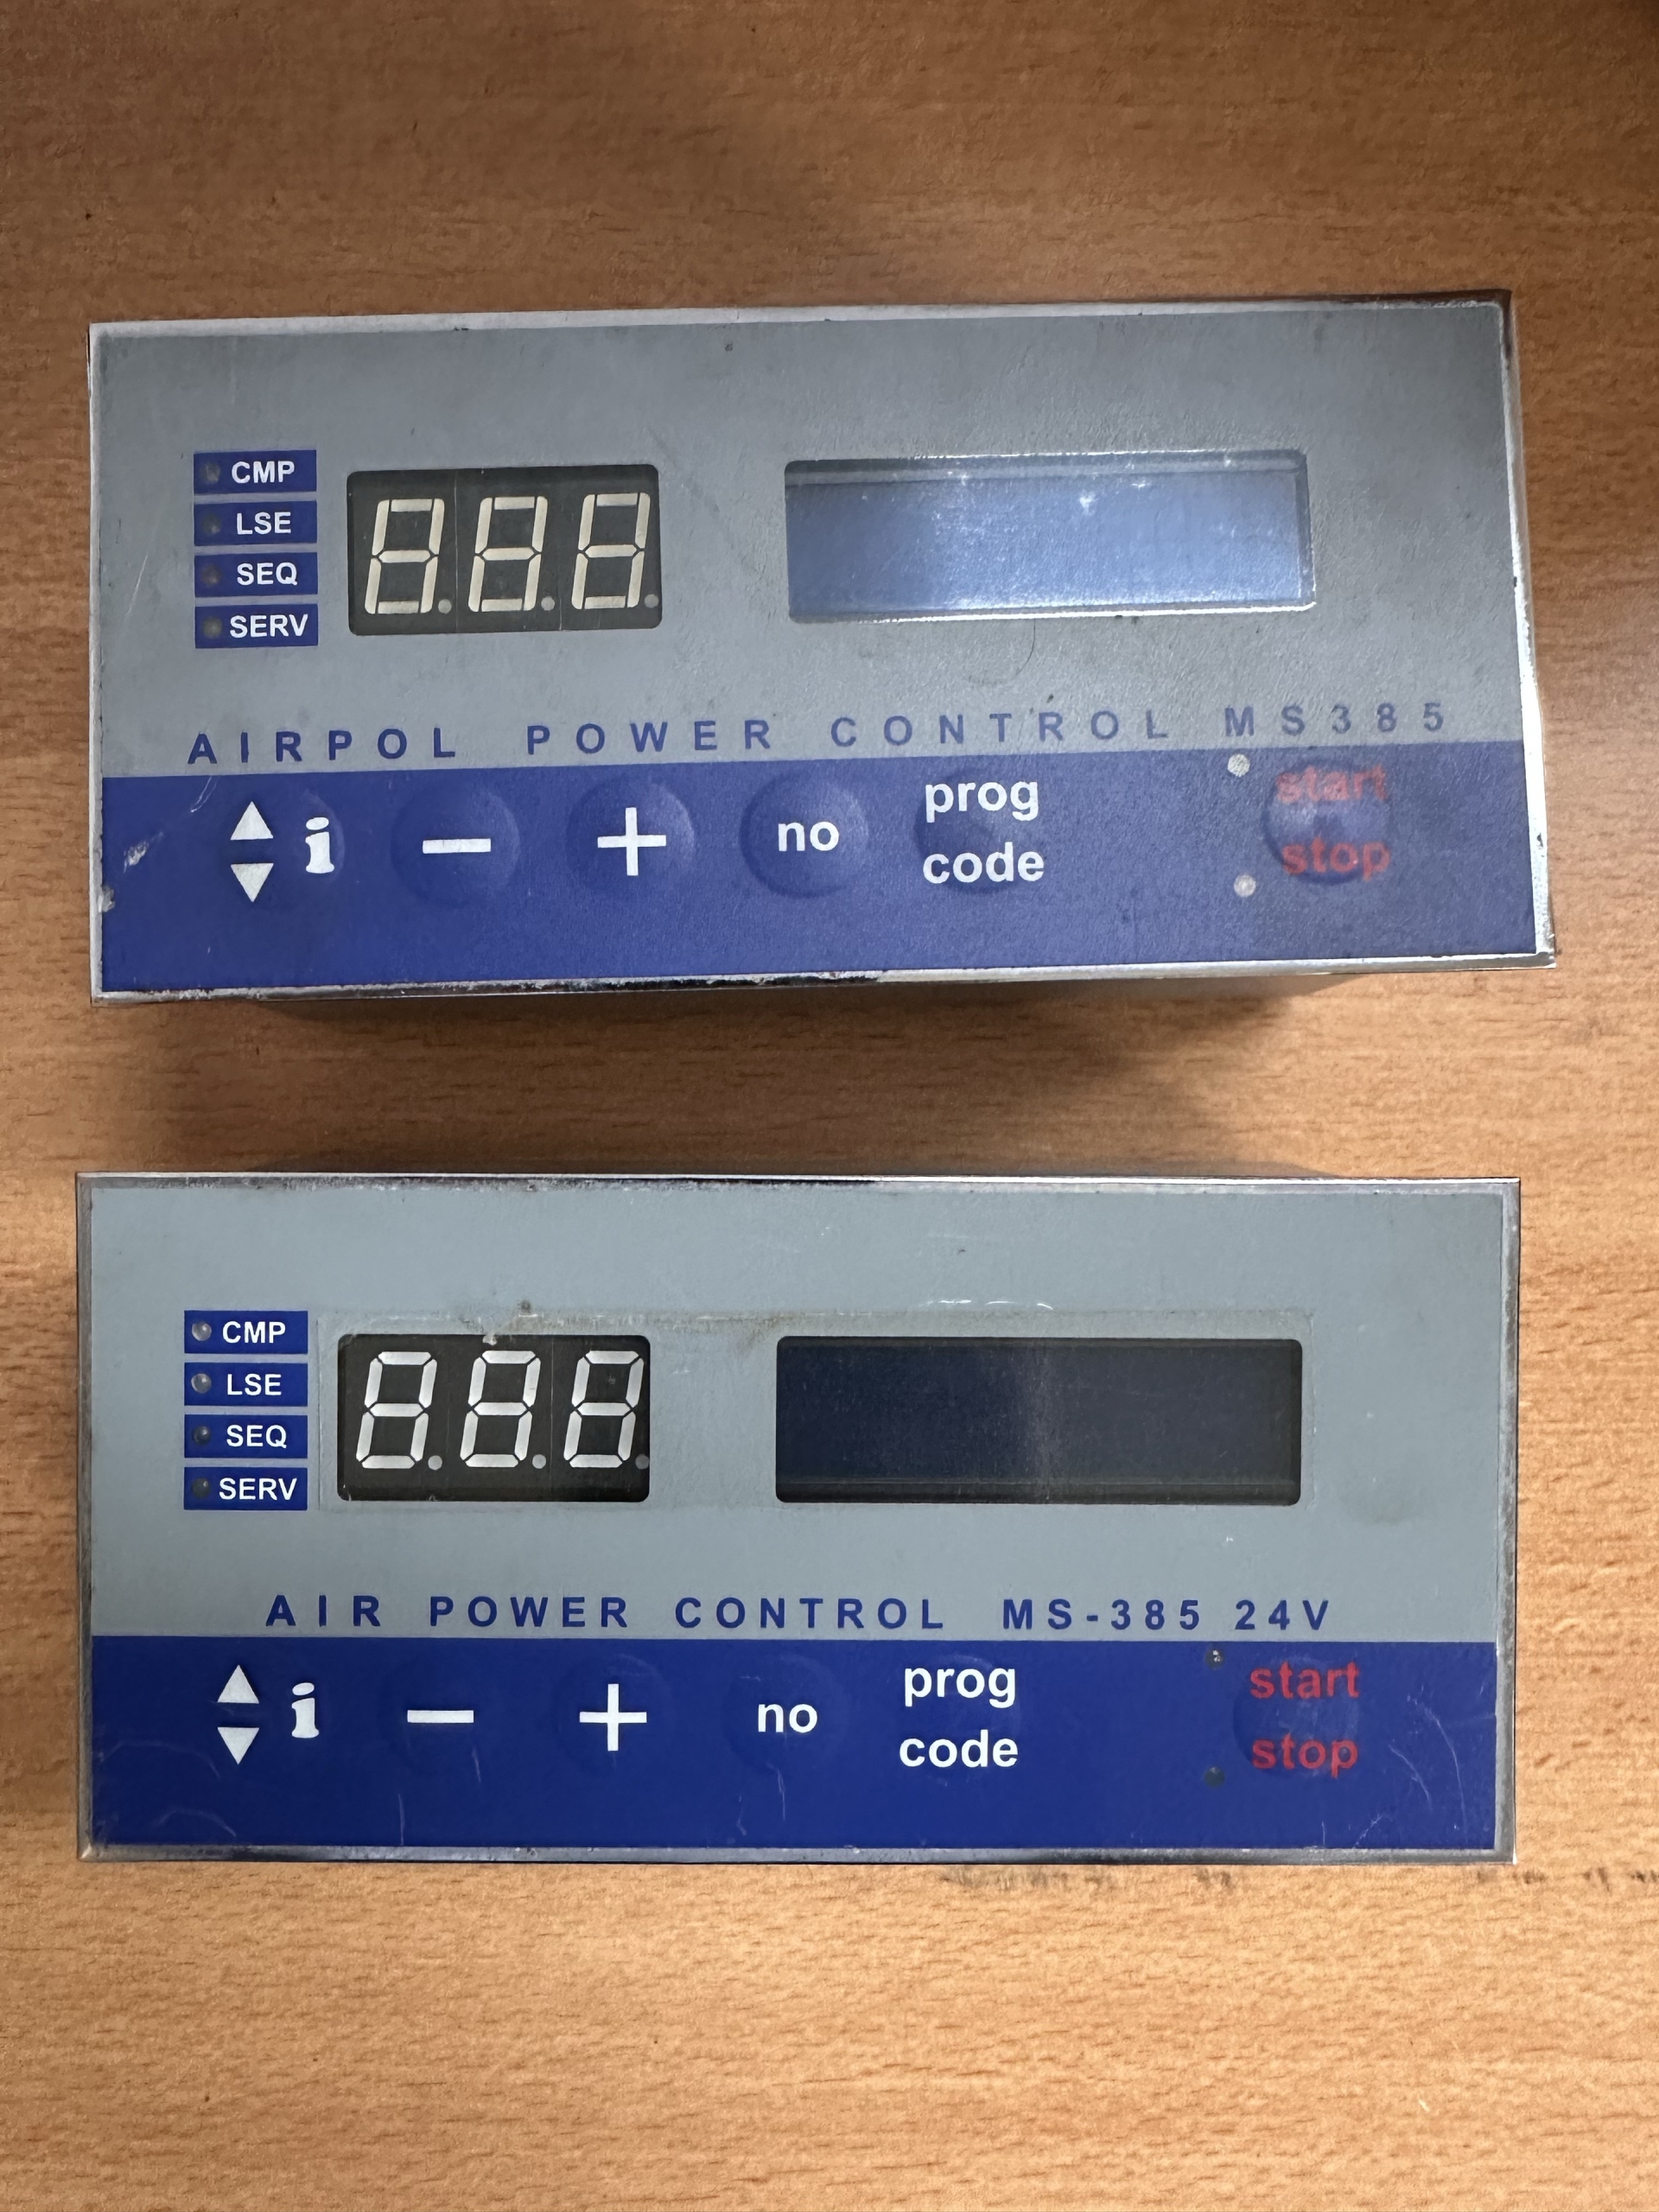 CMP
LSE
SEQ
SERV
AIRPOL POWER CONTROL MS385
i no prog code start stop
CMP
LSE
SEQ
SERV
AIR POWER CONTROL MS-385 24V
i no prog code start stop